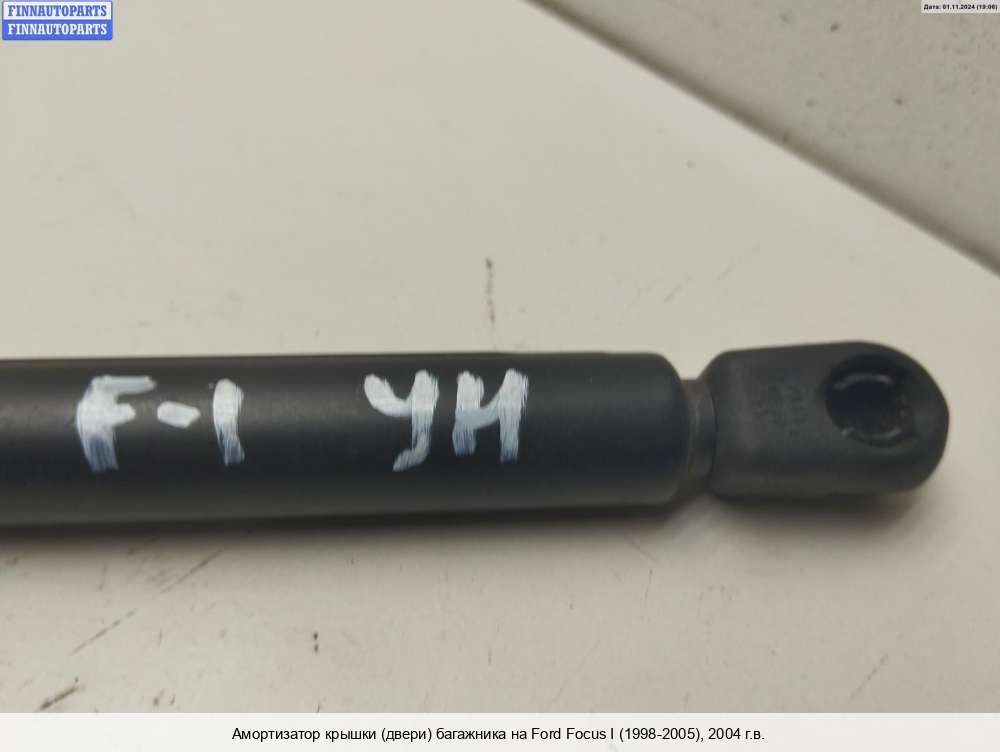 FINNAUTOPARTS
FINNAUTOPARTS
Дата: 01.11.2024 (19:06)
F-1 УН
Амортизатор крышки (двери) багажника на Ford Focus I (1998-2005), 2004 г.в.